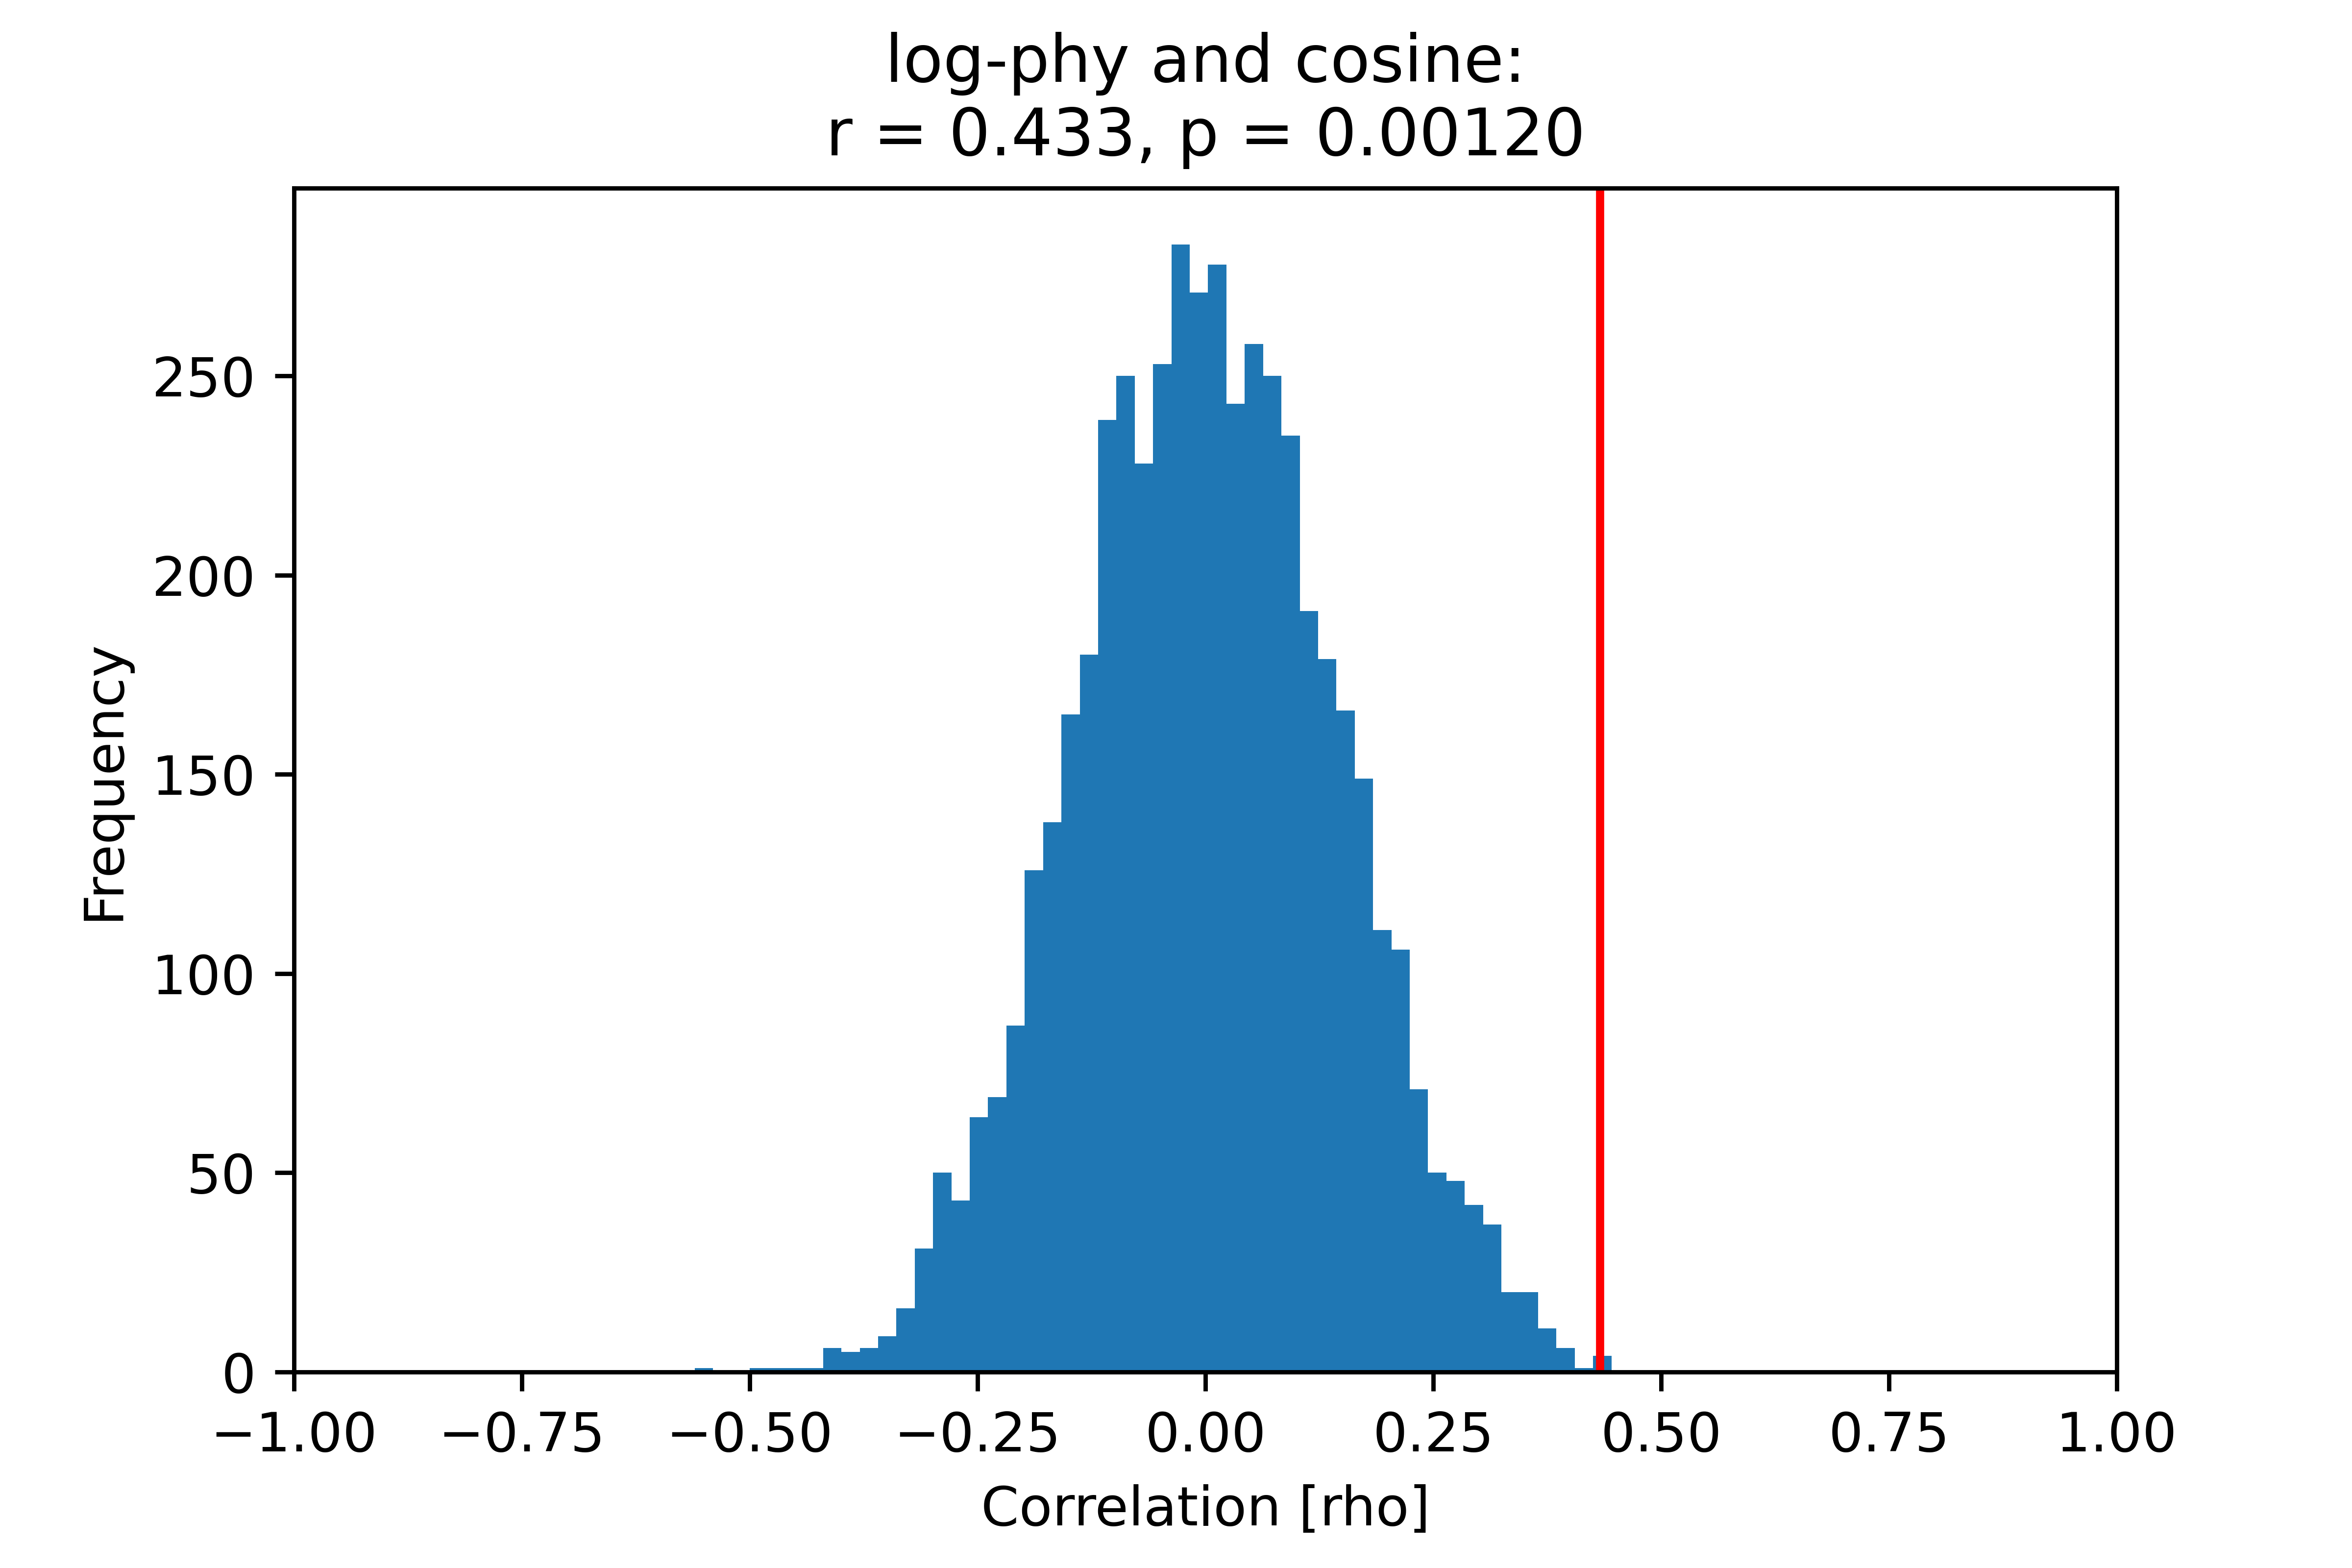 log-phy and cosine:
r = 0.433, p = 0.00120
Frequency
250
200
150
100
50
0
−1.00 −0.75 −0.50 −0.25 0.00 0.25 0.50 0.75 1.00
Correlation [rho]